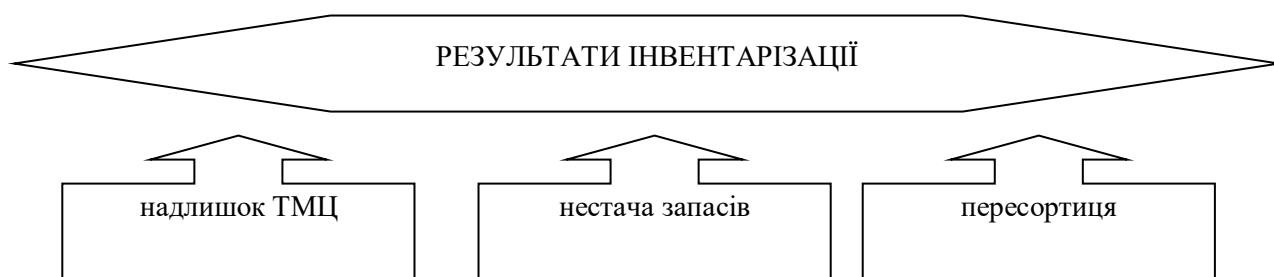 РЕЗУЛЬТАТИ ІНВЕНТАРІЗАЦІЇ
надлишок ТМЦ
нестача запасів
пересортиця